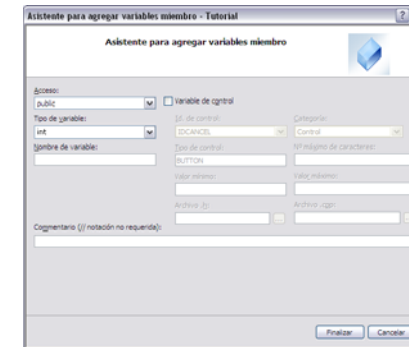 Asistente para agregar variables miembro - Tutorial
Asistente para agregar variables miembro
Acceso:
public
Variable de control
Tipo de variable:
Id. de control:
Categoría:
int
IDCANCEL
Control
Nombre de variable:
Tipo de control:
Nº máximo de caracteres:
BUTTON
Valor mínimo:
Valor máximo:
Archivo .h:
Archivo .cpp:
...
Commentario (// notación no requerida):
Finalizar
Cancelar